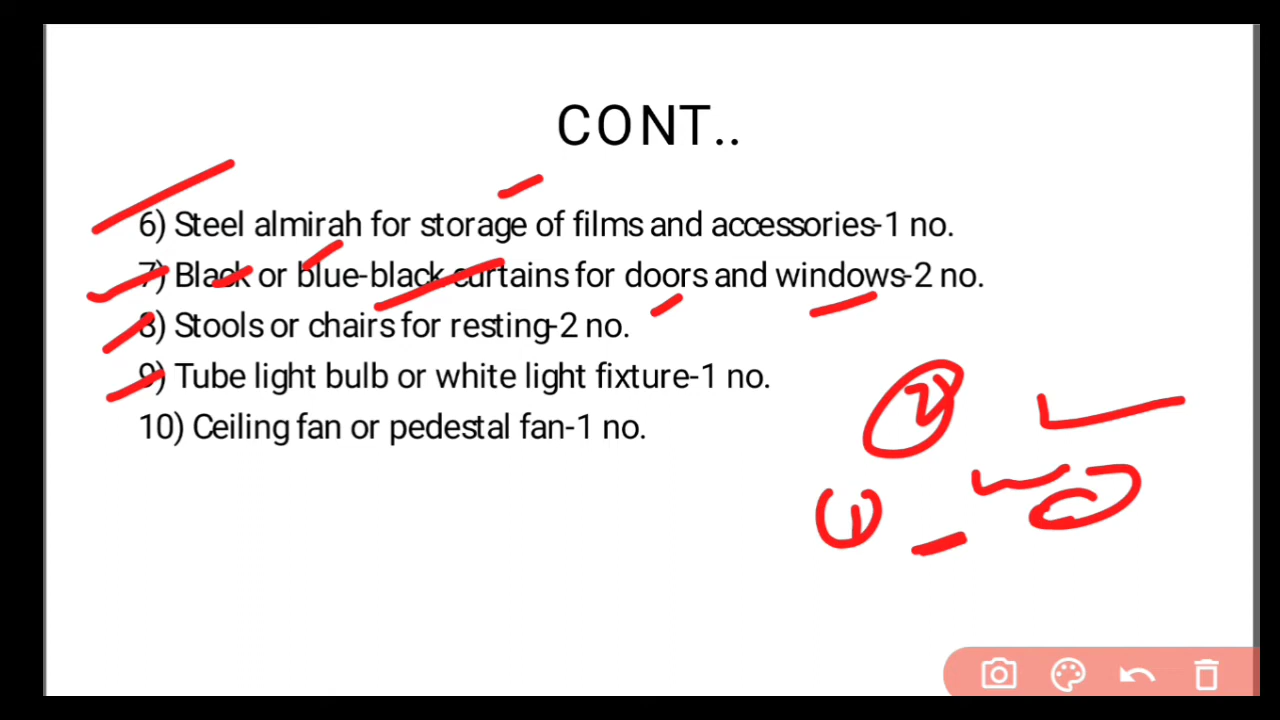 CONT..
6) Steel almirah for storage of films and accessories-1 no.
7) Black or blue-black curtains for doors and windows-2 no.
8) Stools or chairs for resting-2 no.
9) Tube light bulb or white light fixture-1 no.
10) Ceiling fan or pedestal fan-1 no.
2
1